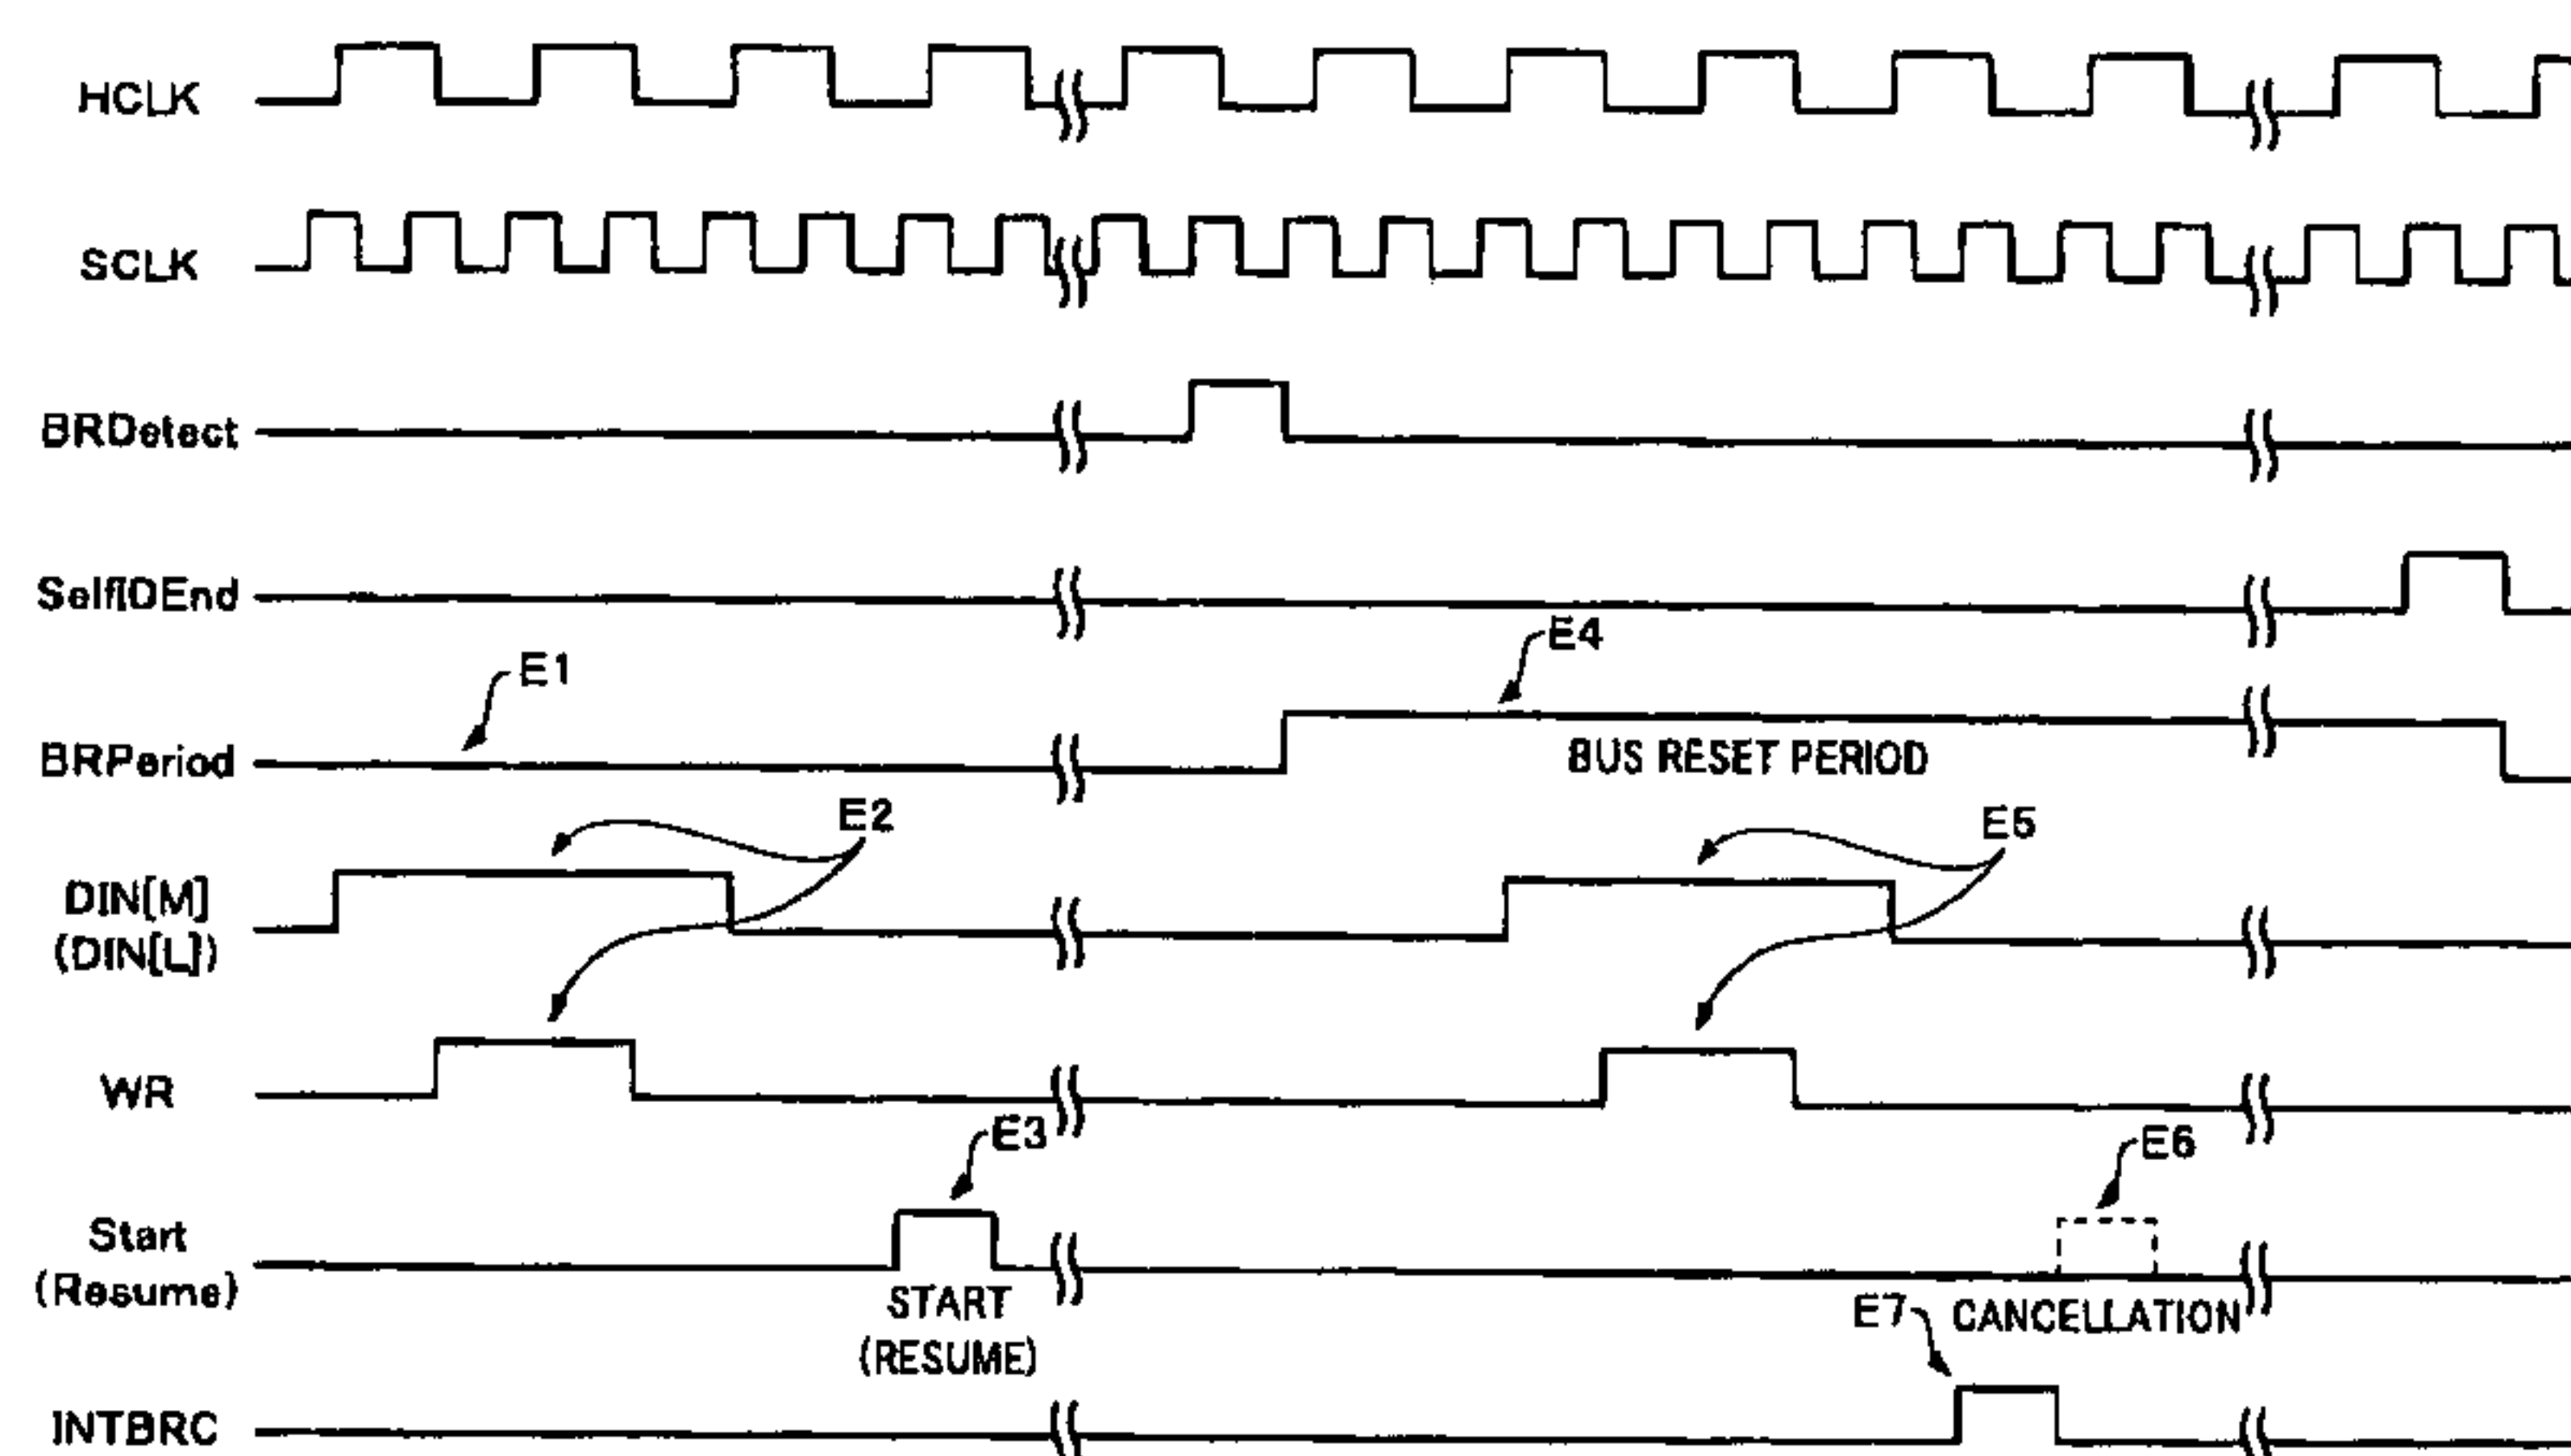 HCLK
SCLK
BRDetect
SelfIDEnd
E4
E1
BRPeriod
BUS RESET PERIOD
E2
E5
DIN[M]
(DIN[L])
WR
E3
E6
Start
(Resume)
START
(RESUME)
E7
CANCELLATION
INTBRC